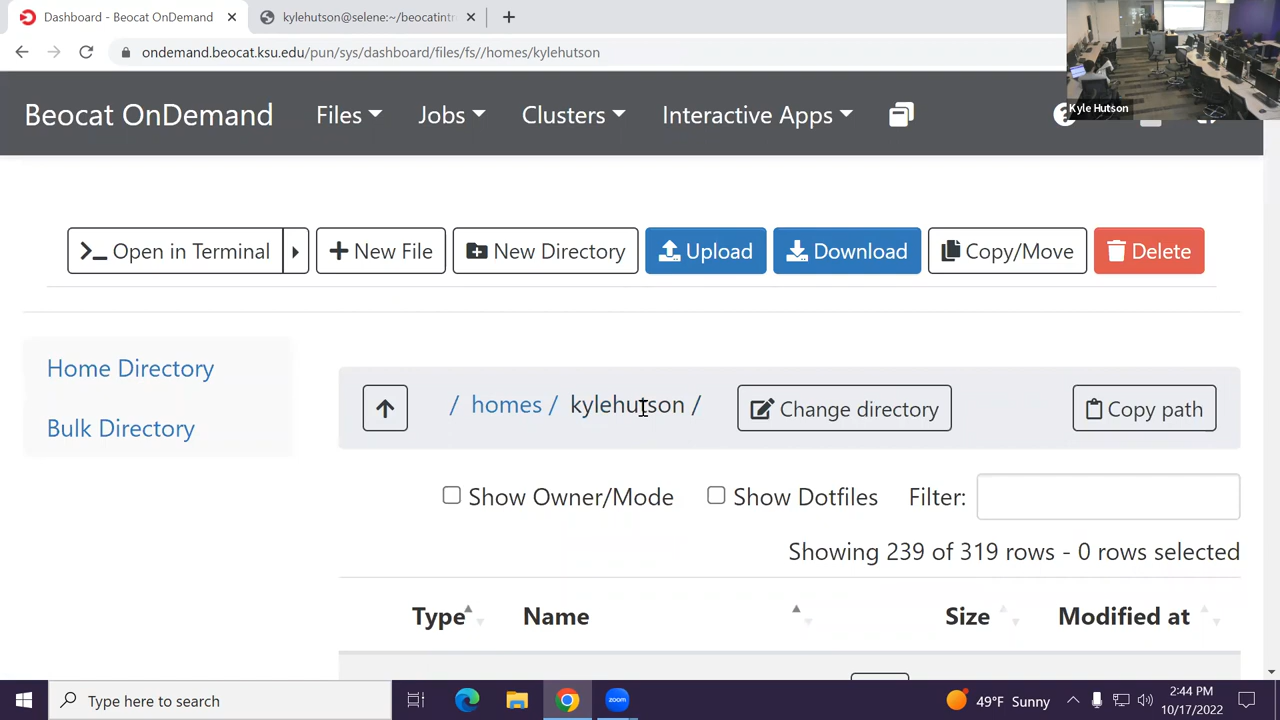 Dashboard - Beocat OnDemand
kylehutson@selene:~/beocatintr
ondemand.beocat.ksu.edu/pun/sys/dashboard/files/fs//homes/kylehutson
Kyle Hutson
Beocat OnDemand Files Jobs Clusters Interactive Apps
>_ Open in Terminal New File New Directory Upload Download Copy/Move Delete
Home Directory
Bulk Directory
/ homes / kylehutson / Change directory Copy path
Show Owner/Mode Show Dotfiles Filter:
Showing 239 of 319 rows - 0 rows selected
Type Name Size Modified at
Type here to search
zoom
49°F Sunny
2:44 PM
10/17/2022